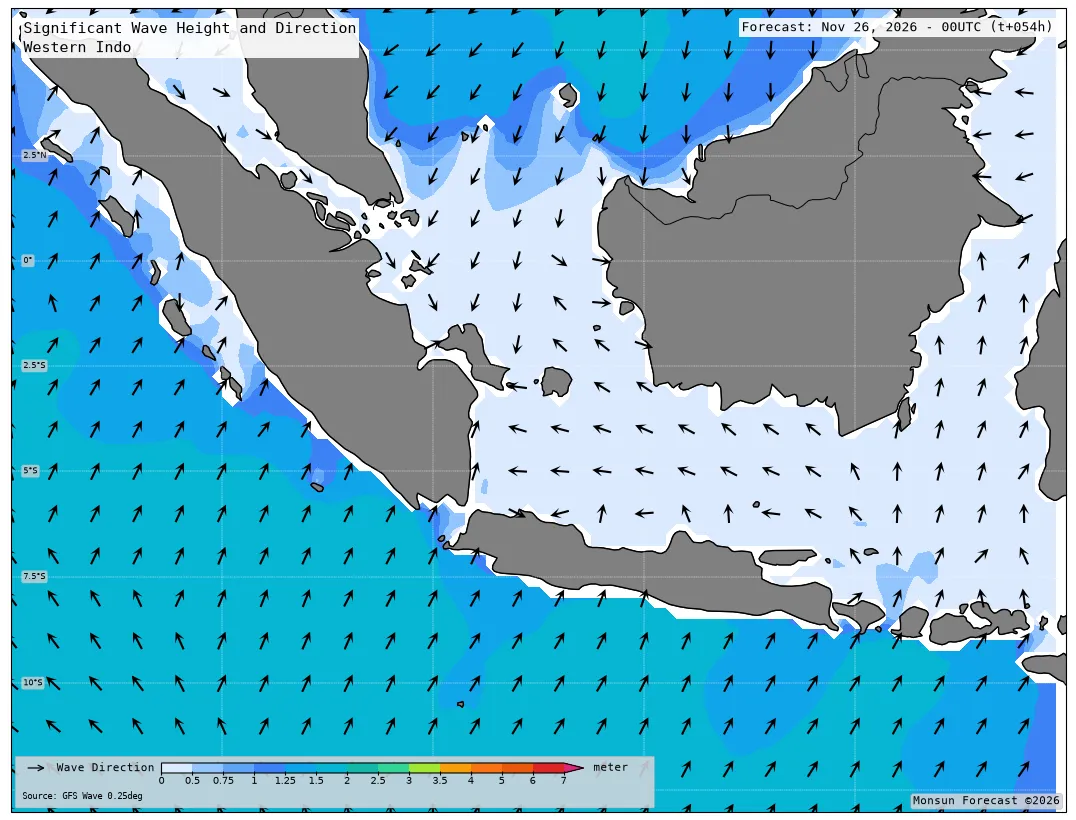 Significant Wave Height and Direction
Western Indo
Forecast: Nov 26, 2026 - 00UTC (t+054h)
2.5°N
0°
2.5°S
5°S
7.5°S
10°S
Wave Direction
0 0.5 0.75 1 1.25 1.5 2 2.5 3 3.5 4 5 6 7
meter
Source: GFS Wave 0.25deg
Monsun Forecast ©2026